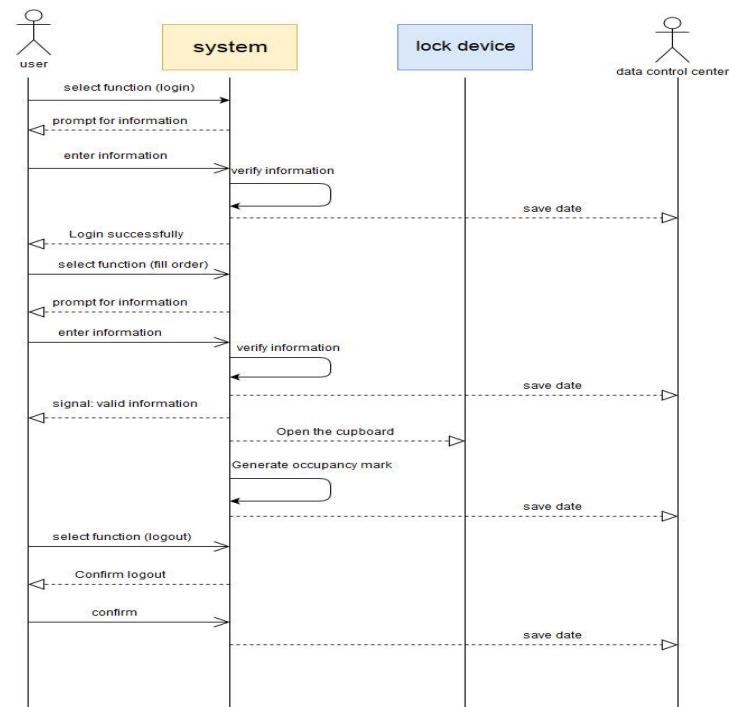 system
lock device
user
data control center
select function (login)
prompt for information
enter information
verify information
save date
Login successfully
select function (fill order)
prompt for information
enter information
verify information
save date
signal: valid information
Open the cupboard
Generate occupancy mark
save date
select function (logout)
Confirm logout
confirm
save date